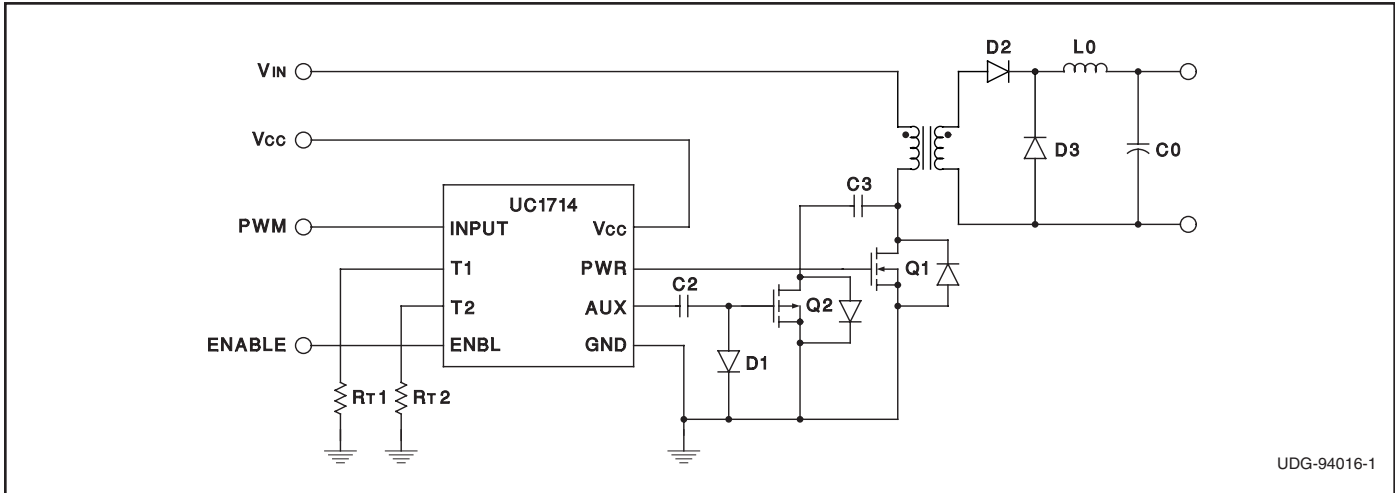 D2
L0
VIN
VCC
D3
C0
C3
UC1714
PWM
INPUT
VCC
T1
PWR
Q1
T2
AUX
C2
Q2
ENABLE
ENBL
GND
D1
RT1
RT2
UDG-94016-1